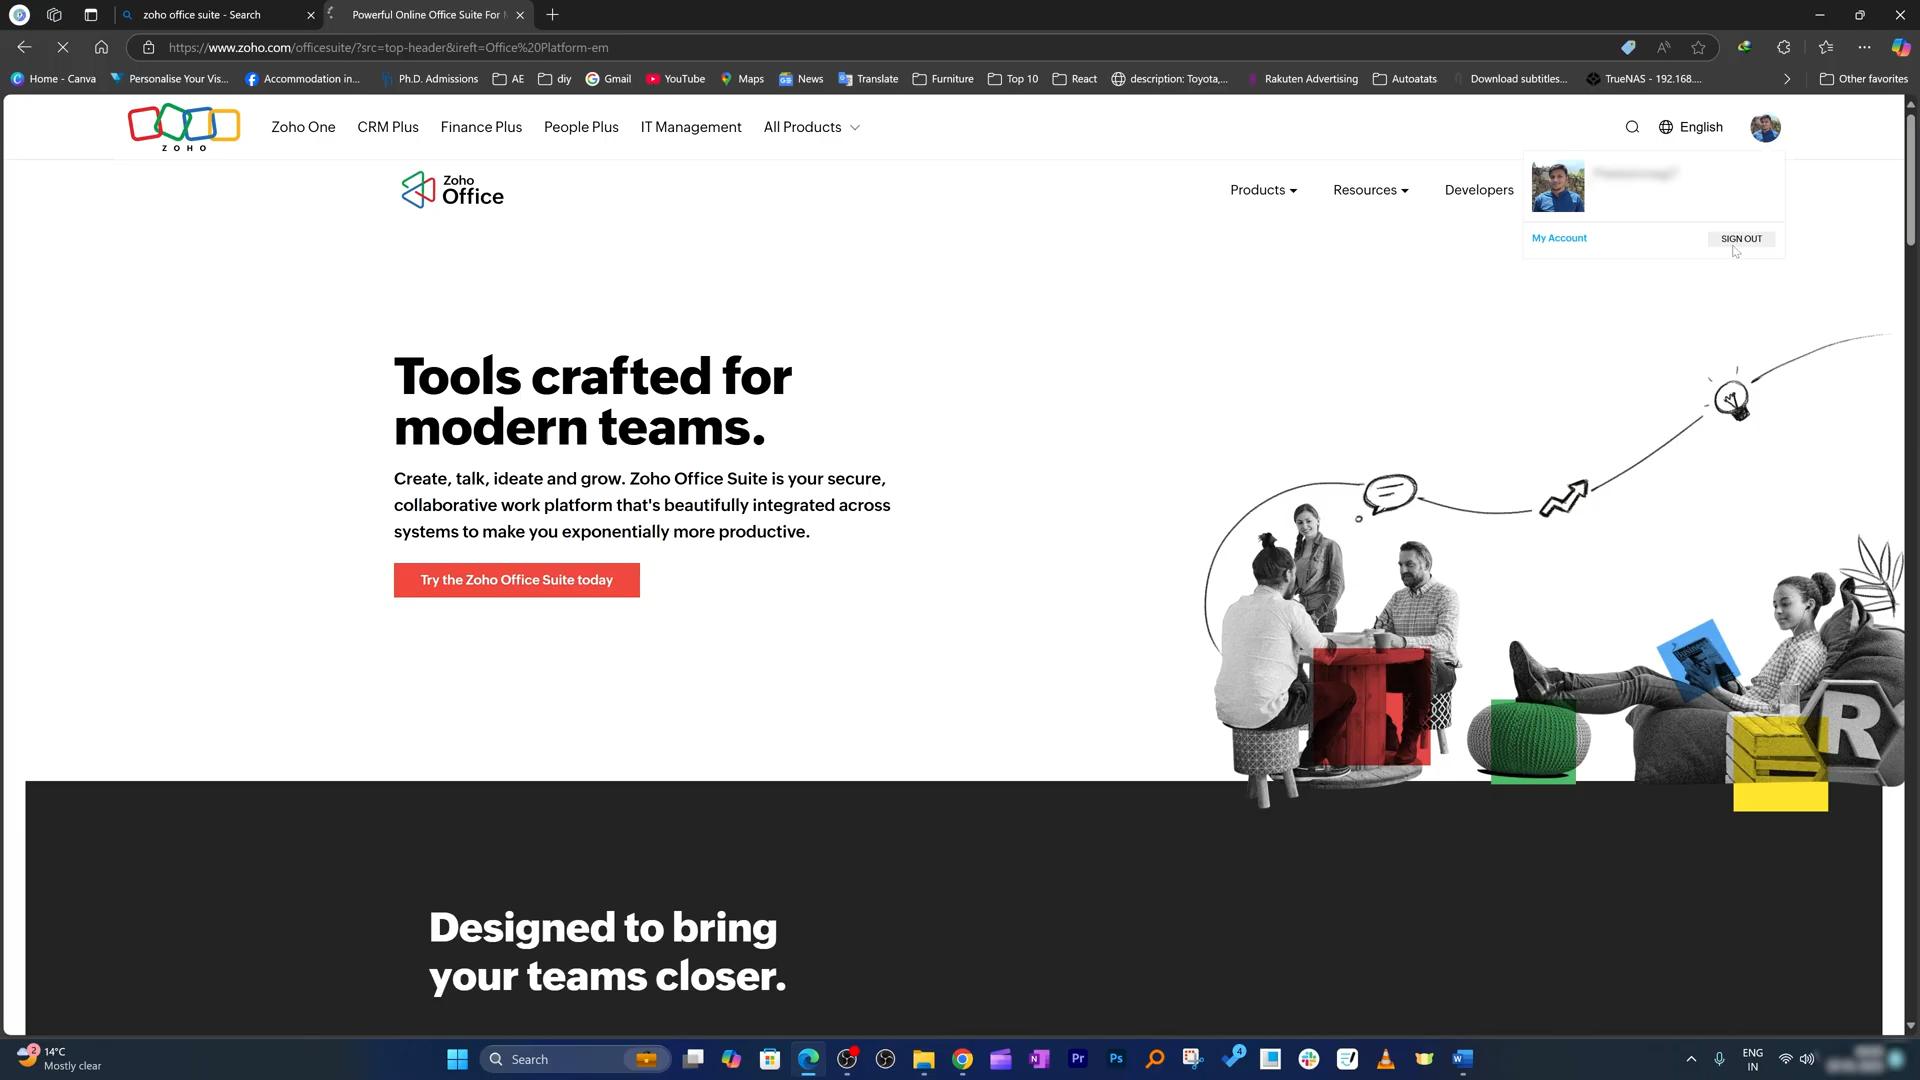 zoho office suite - Search
Powerful Online Office Suite For
https://www.zoho.com/officesuite/?src=top-header&ireft=Office%20Platform-em
Home - Canva
Personalise Your Vis...
Accommodation in...
Ph.D. Admissions
AE
diy
Gmail
YouTube
Maps
News
Translate
Furniture
Top 10
React
description: Toyota,...
Rakuten Advertising
Autoatats
Download subtitles...
TrueNAS - 192.168....
Other favorites
ZOHO
Zoho One
CRM Plus
Finance Plus
People Plus
IT Management
All Products
English
Zoho
Office
Products
Resources
Developers
My Account
SIGN OUT
Tools crafted for
modern teams.
Create, talk, ideate and grow. Zoho Office Suite is your secure,
collaborative work platform that's beautifully integrated across
systems to make you exponentially more productive.
Try the Zoho Office Suite today
R
Designed to bring
your teams closer.
2
14°C
Mostly clear
Search
N
Pr
Ps
4
W
ENG
IN